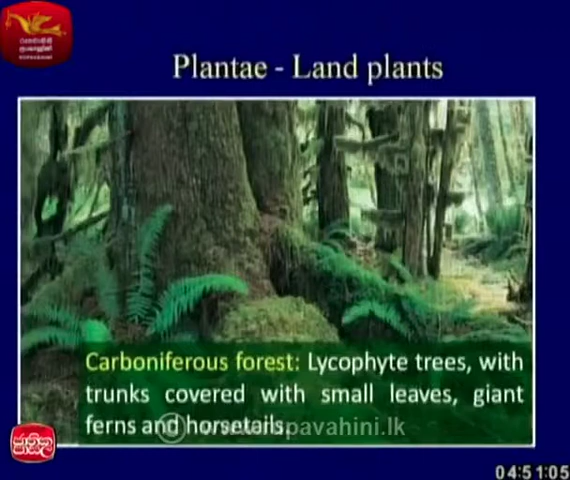 Plantae - Land plants
Carboniferous forest: Lycophyte trees, with
trunks covered with small leaves, giant
ferns and horsetails.
04:51:05